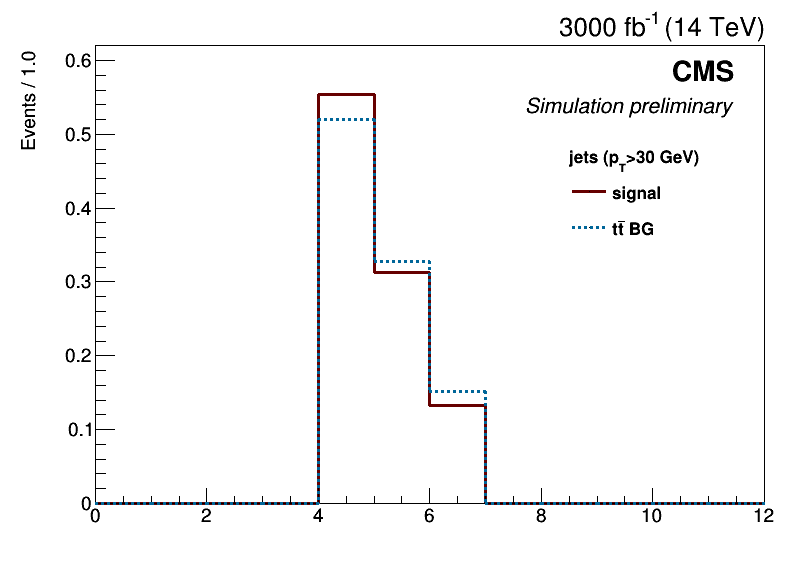 3000 fb⁻¹ (14 TeV)
Events / 1.0
CMS
Simulation preliminary
jets (p_T>30 GeV)
signal
tt̄ BG
0.6
0.5
0.4
0.3
0.2
0.1
0
0 2 4 6 8 10 12